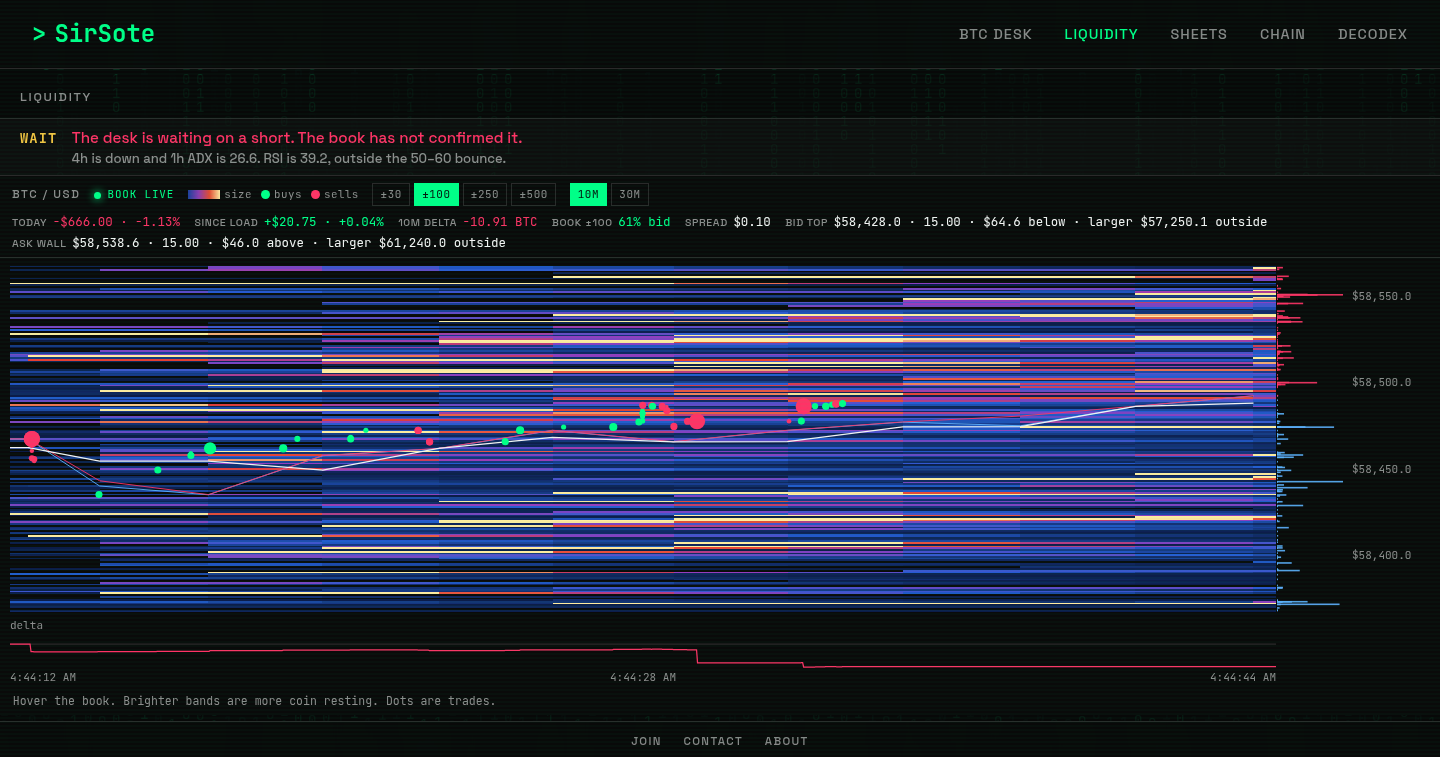 > SirSote
BTC DESK LIQUIDITY SHEETS CHAIN DECODEX
LIQUIDITY
WAIT The desk is waiting on a short. The book has not confirmed it.
4h is down and 1h ADX is 26.6. RSI is 39.2, outside the 50–60 bounce.
BTC / USD BOOK LIVE size buys sells ±30 ±100 ±250 ±500 10M 30M
TODAY -$666.00 · -1.13% SINCE LOAD +$20.75 · +0.04% 10M DELTA -10.91 BTC BOOK ±100 61% bid SPREAD $0.10 BID TOP $58,428.0 · 15.00 · $64.6 below · larger $57,250.1 outside
ASK WALL $58,538.6 · 15.00 · $46.0 above · larger $61,240.0 outside
$58,550.0
$58,500.0
$58,450.0
$58,400.0
delta
4:44:12 AM 4:44:28 AM 4:44:44 AM
Hover the book. Brighter bands are more coin resting. Dots are trades.
JOIN CONTACT ABOUT